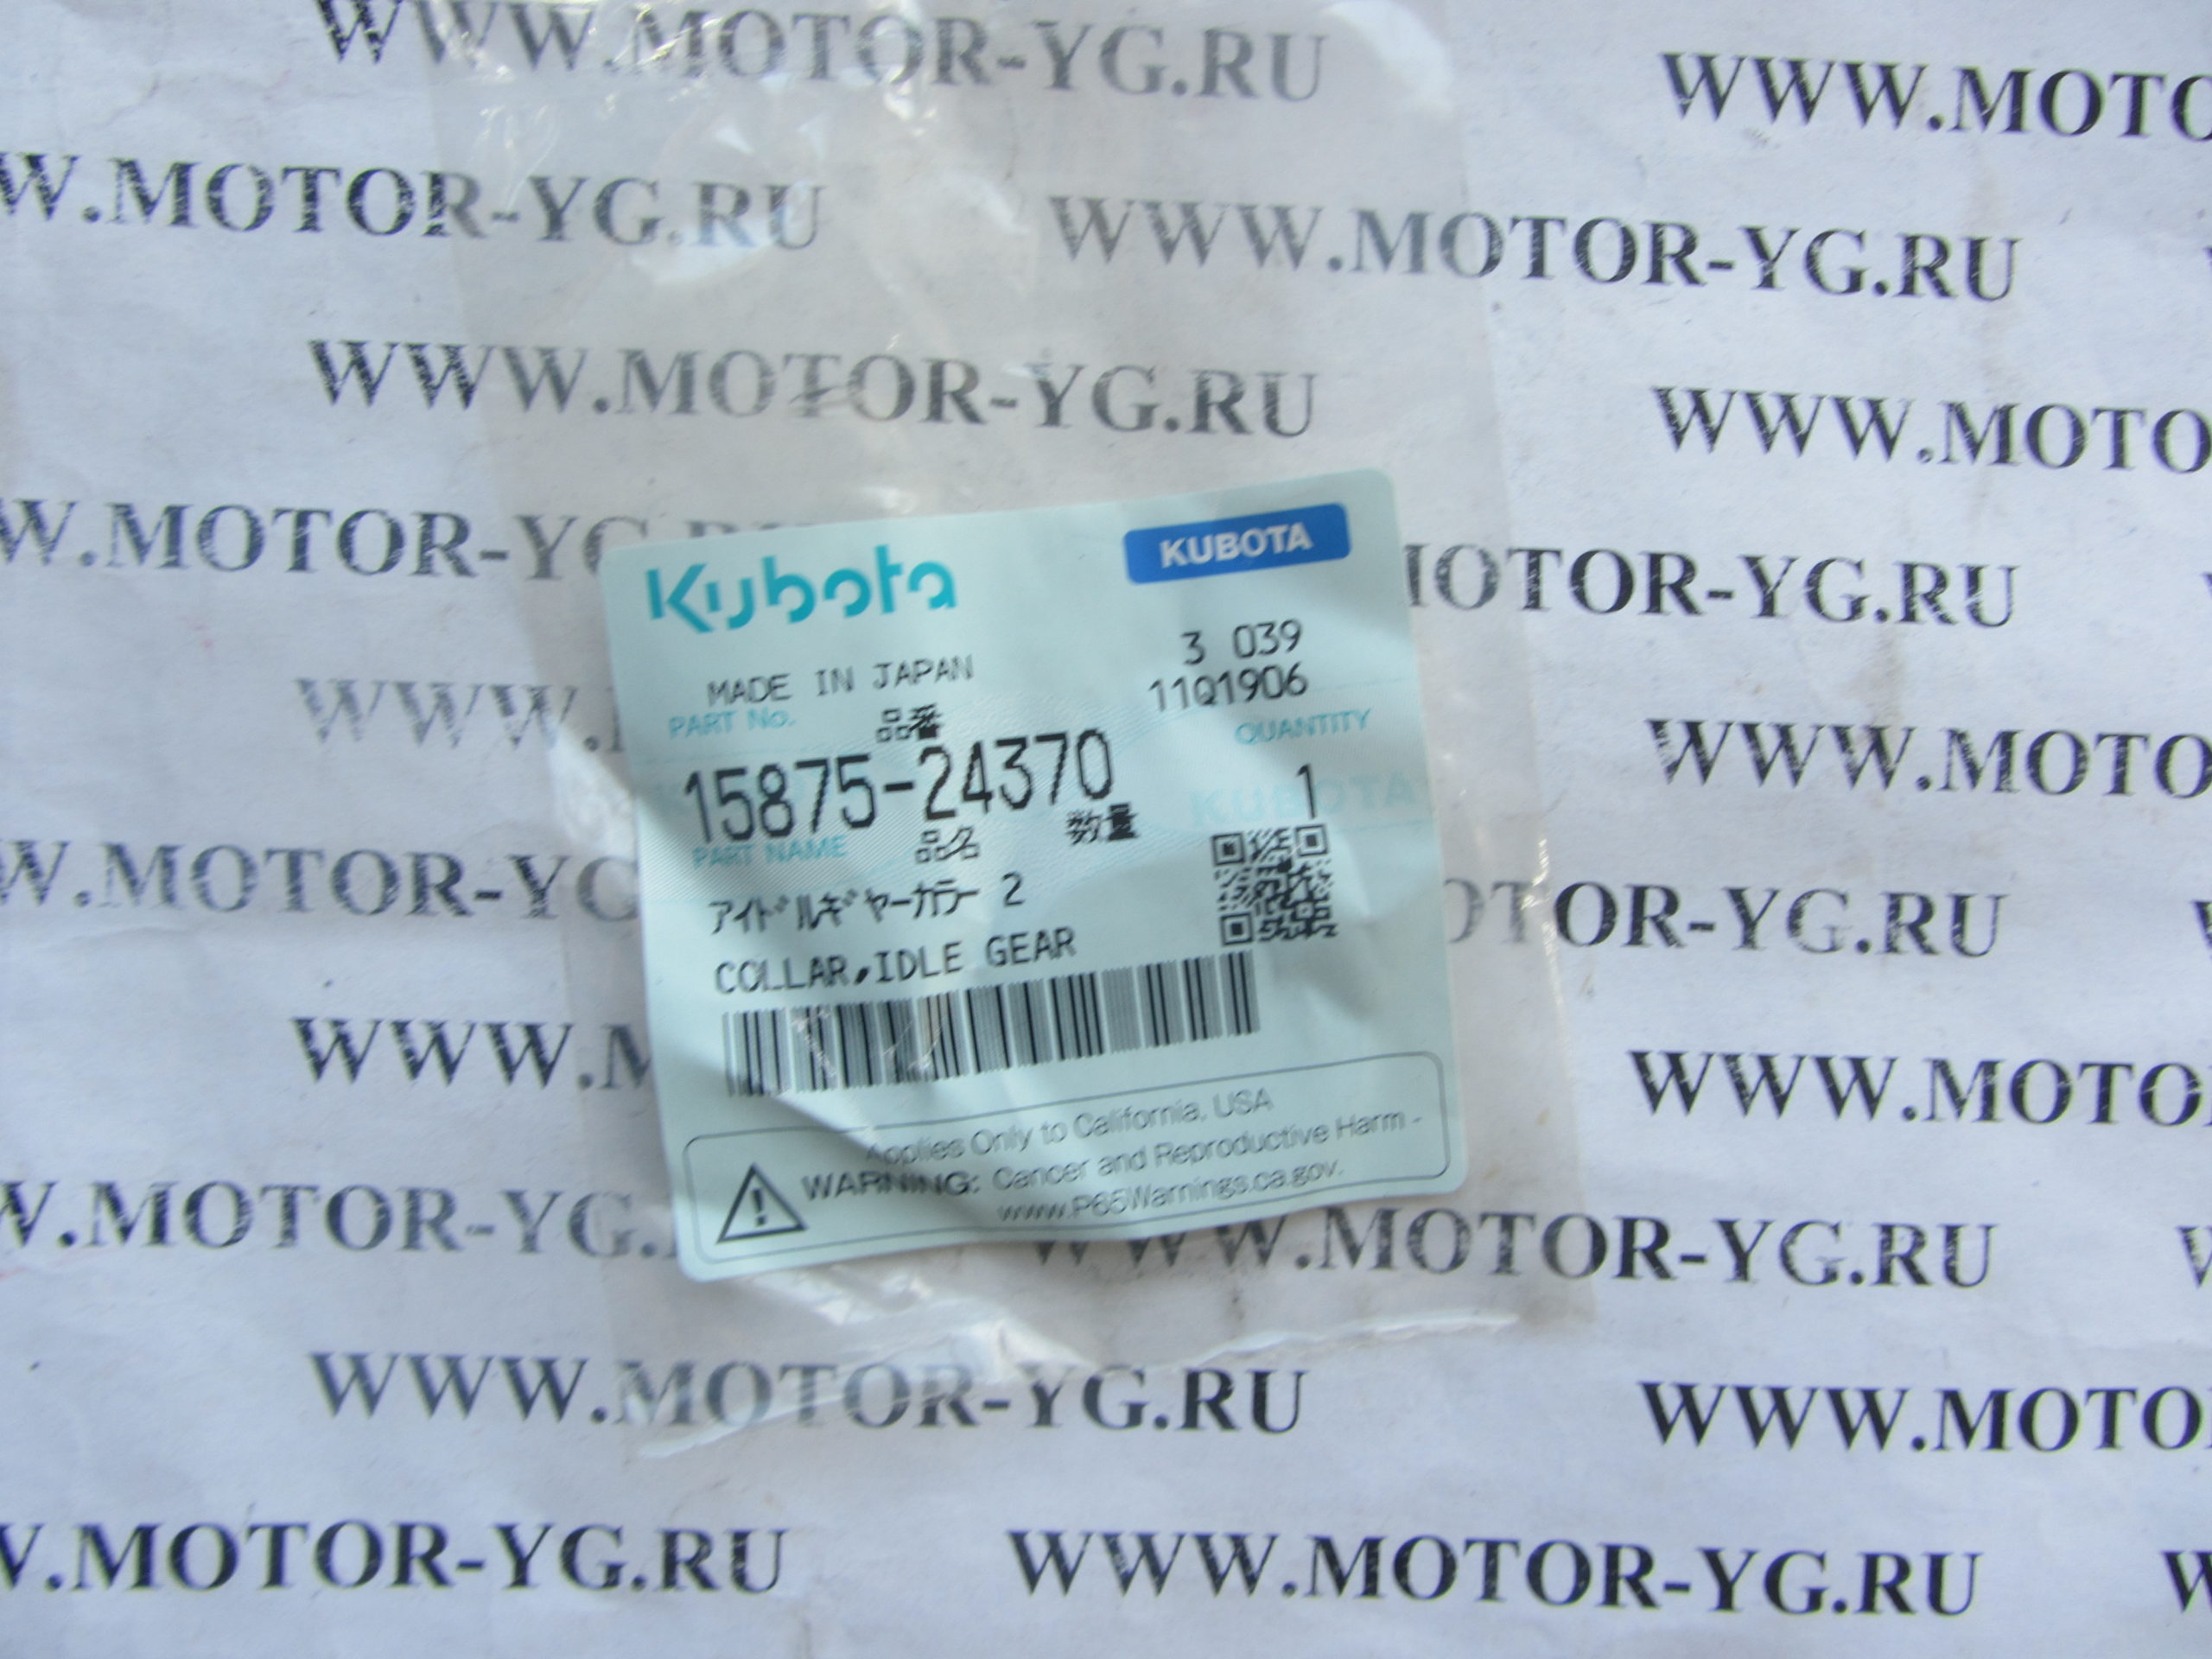 WWW.MOTOR-YG.RU
WWW.MOTO
W.MOTOR-YG.RU
WWW.MOTOR-YG.RU
WWW.MOTOR-YG.RU
WWW.MOTO
W.MOTOR-YG
MOTOR-YG.RU
Kubota
KUBOTA
3 039
MADE IN JAPAN
11Q1906
PART No.
品番
QUANTITY
15875-24370
1
数量
KUBOTA
PART NAME
品名
アイドルギヤーカラー 2
COLLAR,IDLE GEAR
Applies Only to California, USA
WARNING: Cancer and Reproductive Harm -
www.P65Warnings.ca.gov.
WWW.
WWW.MOTO
W.MOTOR-YG
OTOR-YG.RU
WWW.M
WWW.MOTO
W.MOTOR-YG.
WWW.MOTOR-YG.RU
WWW.MOTOR-YG.RU
WWW.MOTO
W.MOTOR-YG.RU
WWW.MOTOR-YG.RU